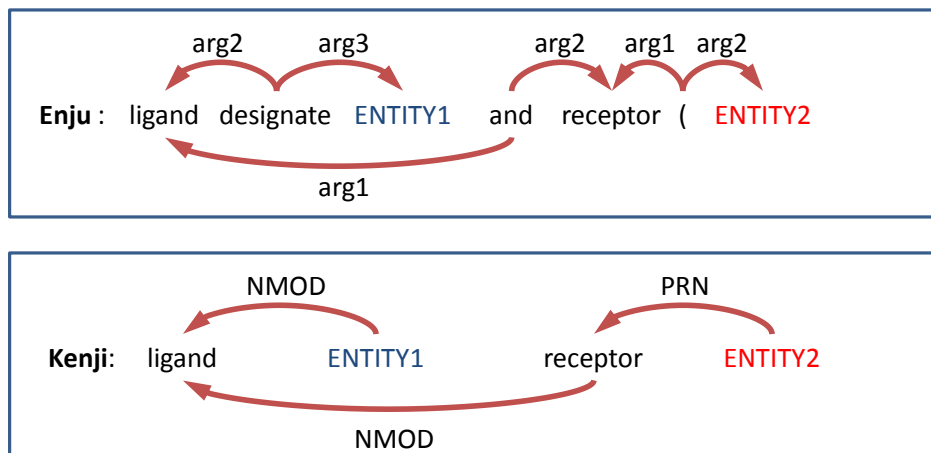 arg2 arg3 arg2 arg1 arg2
Enju : ligand designate ENTITY1 and receptor ( ENTITY2
arg1
NMOD PRN
Kenji: ligand ENTITY1 receptor ENTITY2
NMOD